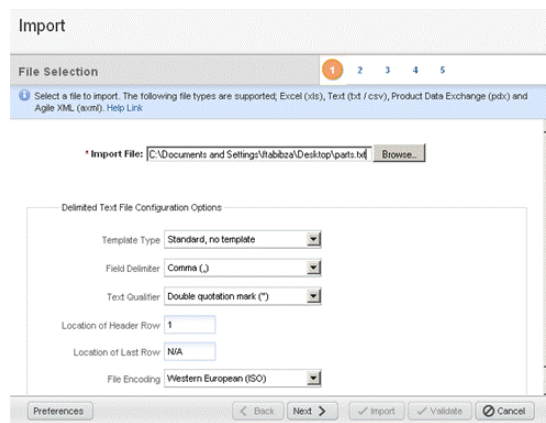 Import
File Selection
1 2 3 4 5
Select a file to import. The following file types are supported; Excel (xls), Text (txt / csv), Product Data Exchange (pdx) and
Agile XML (axml). Help Link
* Import File: C:\Documents and Settings\ftabibza\Desktop\parts.txt Browse...
Delimited Text File Configuration Options
Template Type Standard, no template
Field Delimiter Comma (,)
Text Qualifier Double quotation mark (")
Location of Header Row 1
Location of Last Row N/A
File Encoding Western European (ISO)
Preferences < Back Next > Import Validate Cancel